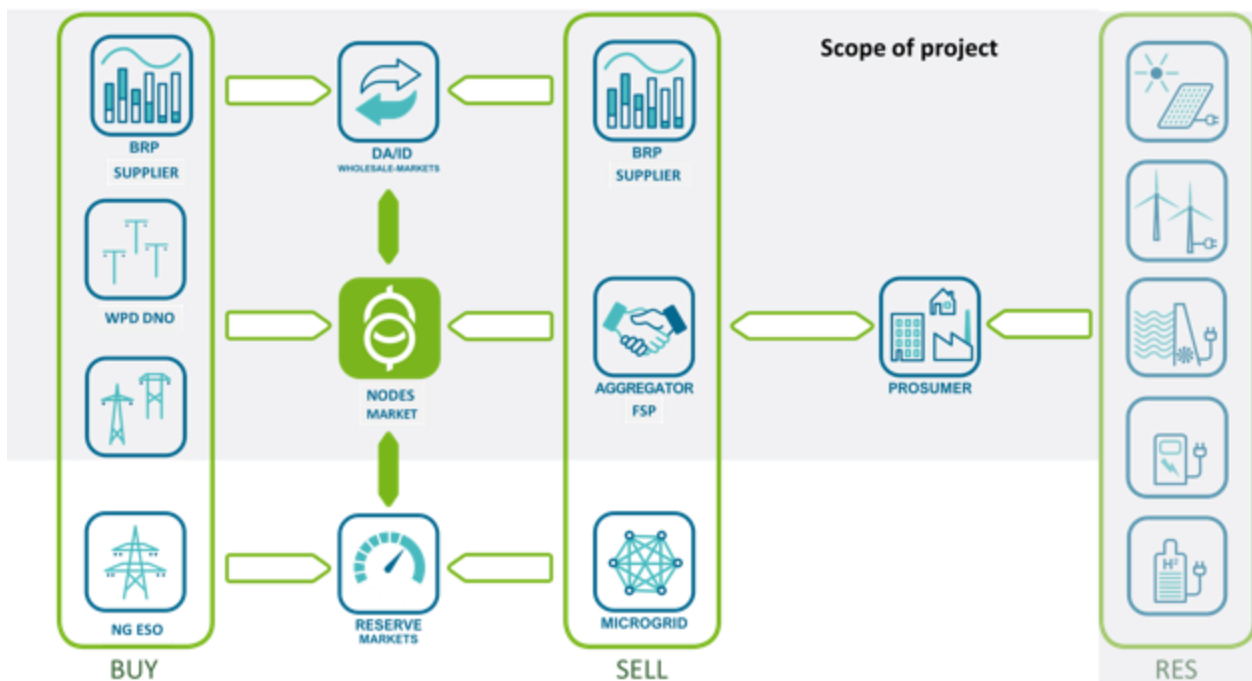 Scope of project
BRP
SUPPLIER
DA/ID
WHOLESALE-MARKETS
BRP
SUPPLIER
WPD DNO
NODES
MARKET
AGGREGATOR
FSP
PROSUMER
NG ESO
RESERVE
MARKETS
MICROGRID
H²
BUY
SELL
RES